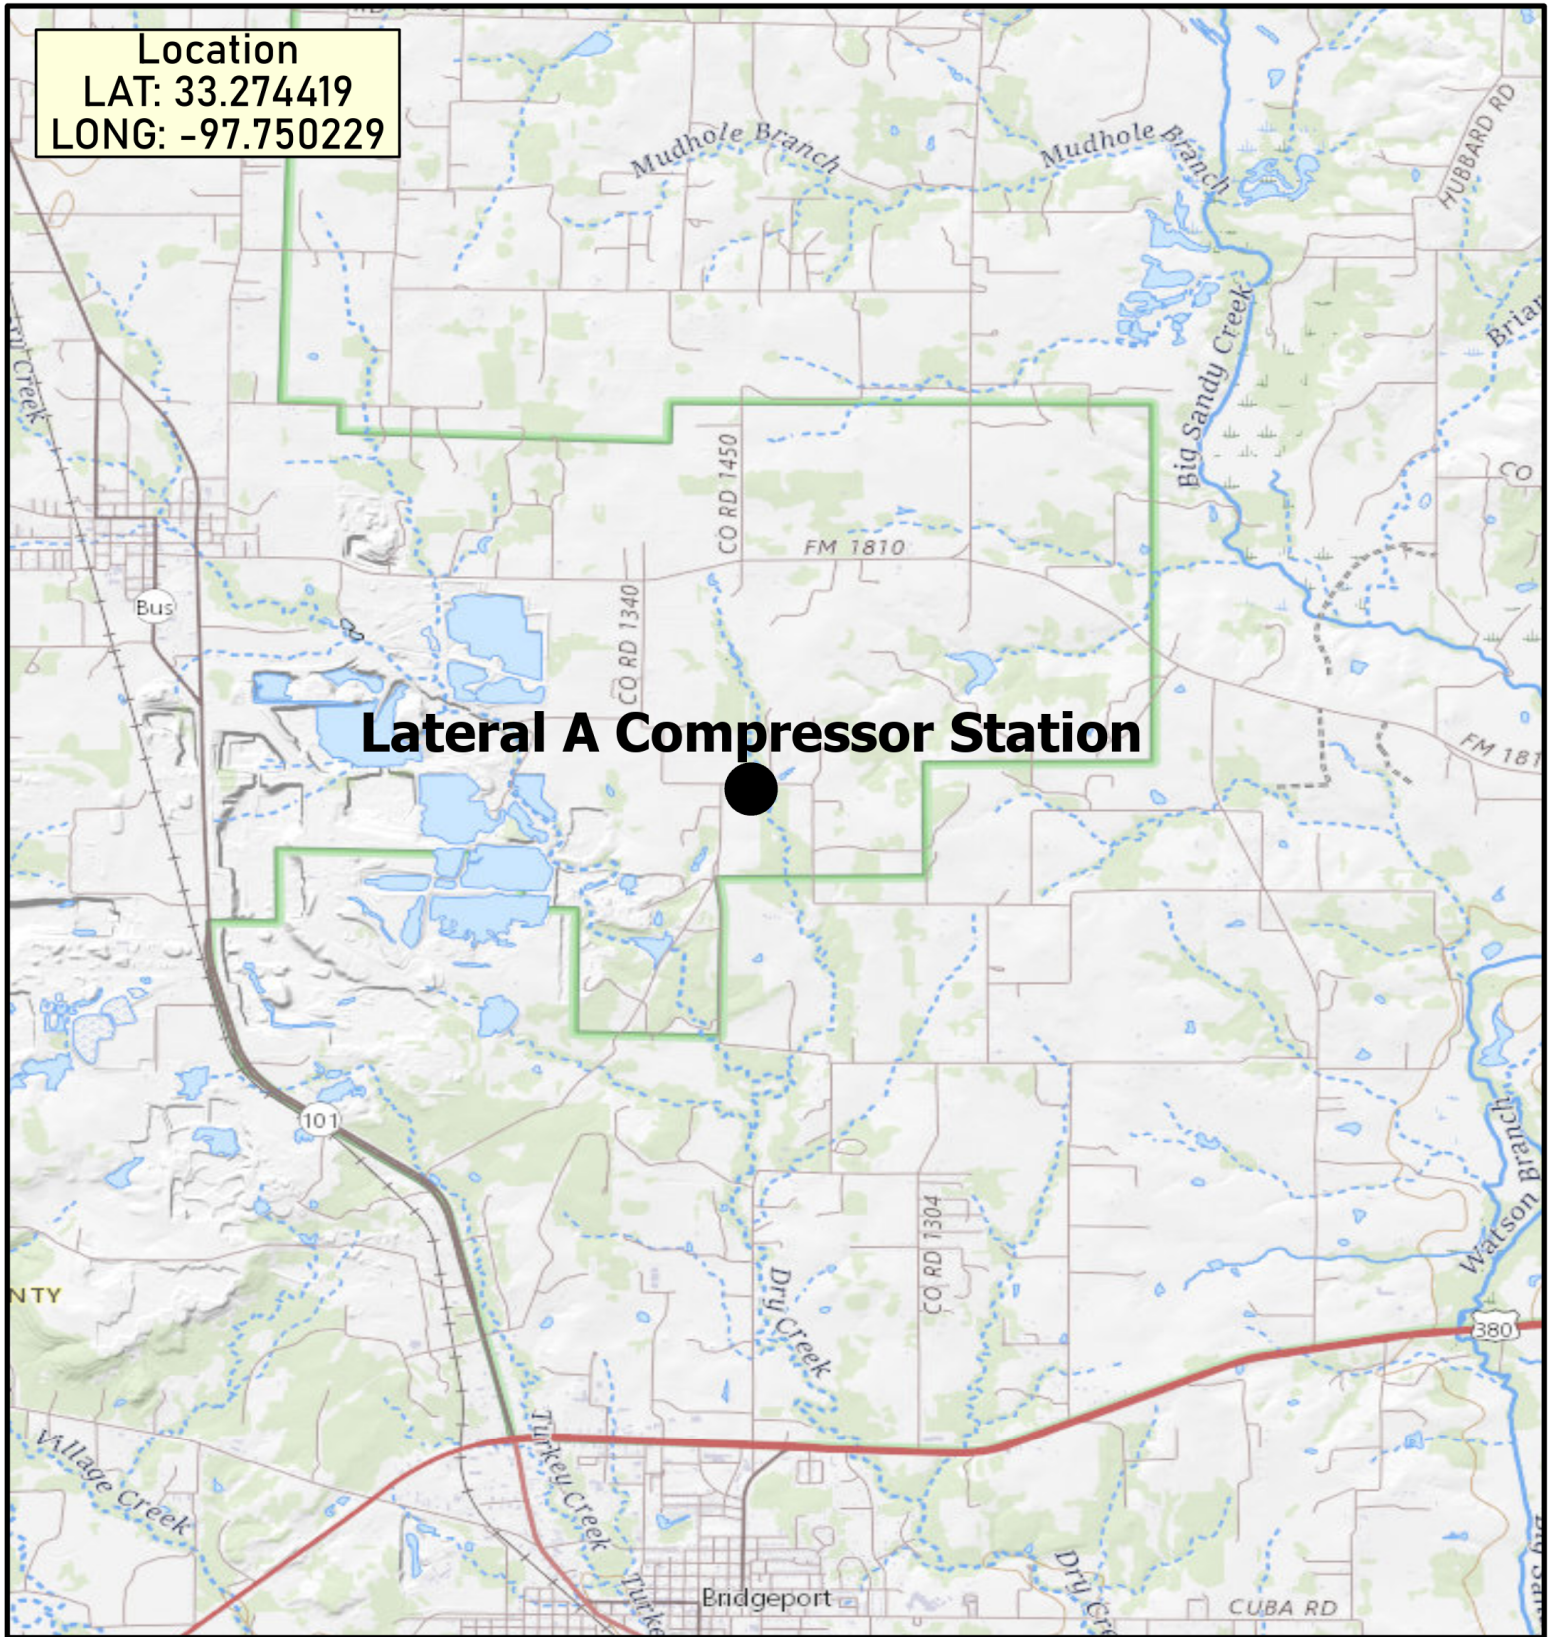 Location
LAT: 33.274419
LONG: -97.750229
Mudhole Branch
Mudhole Branch
HUBBARD RD
Big Sandy Creek
Briar
Creek
CO RD 1450
CO
FM 1810
Bus
CO RD 1340
Lateral A Compressor Station
FM 181
101
Watson Branch
CO RD 1304
Dry Creek
NTY
380
Turkey Creek
Village Creek
Turke
Bridgeport
Dry Cre
CUBA RD